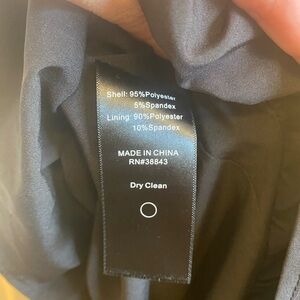 Shell: 95%Polyester
5%Spandex
Lining: 90%Polyester
10%Spandex
MADE IN CHINA
RN#38843
Dry Clean